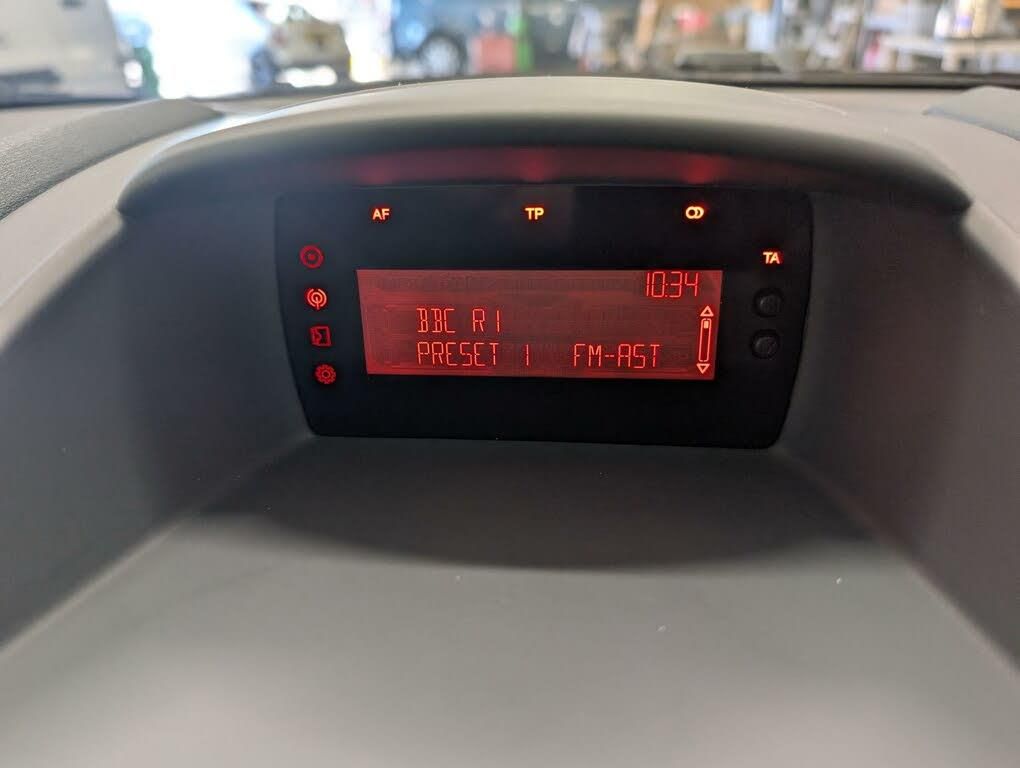 AF TP
TA
10:34
BBC R1
PRESET 1 FM-AST